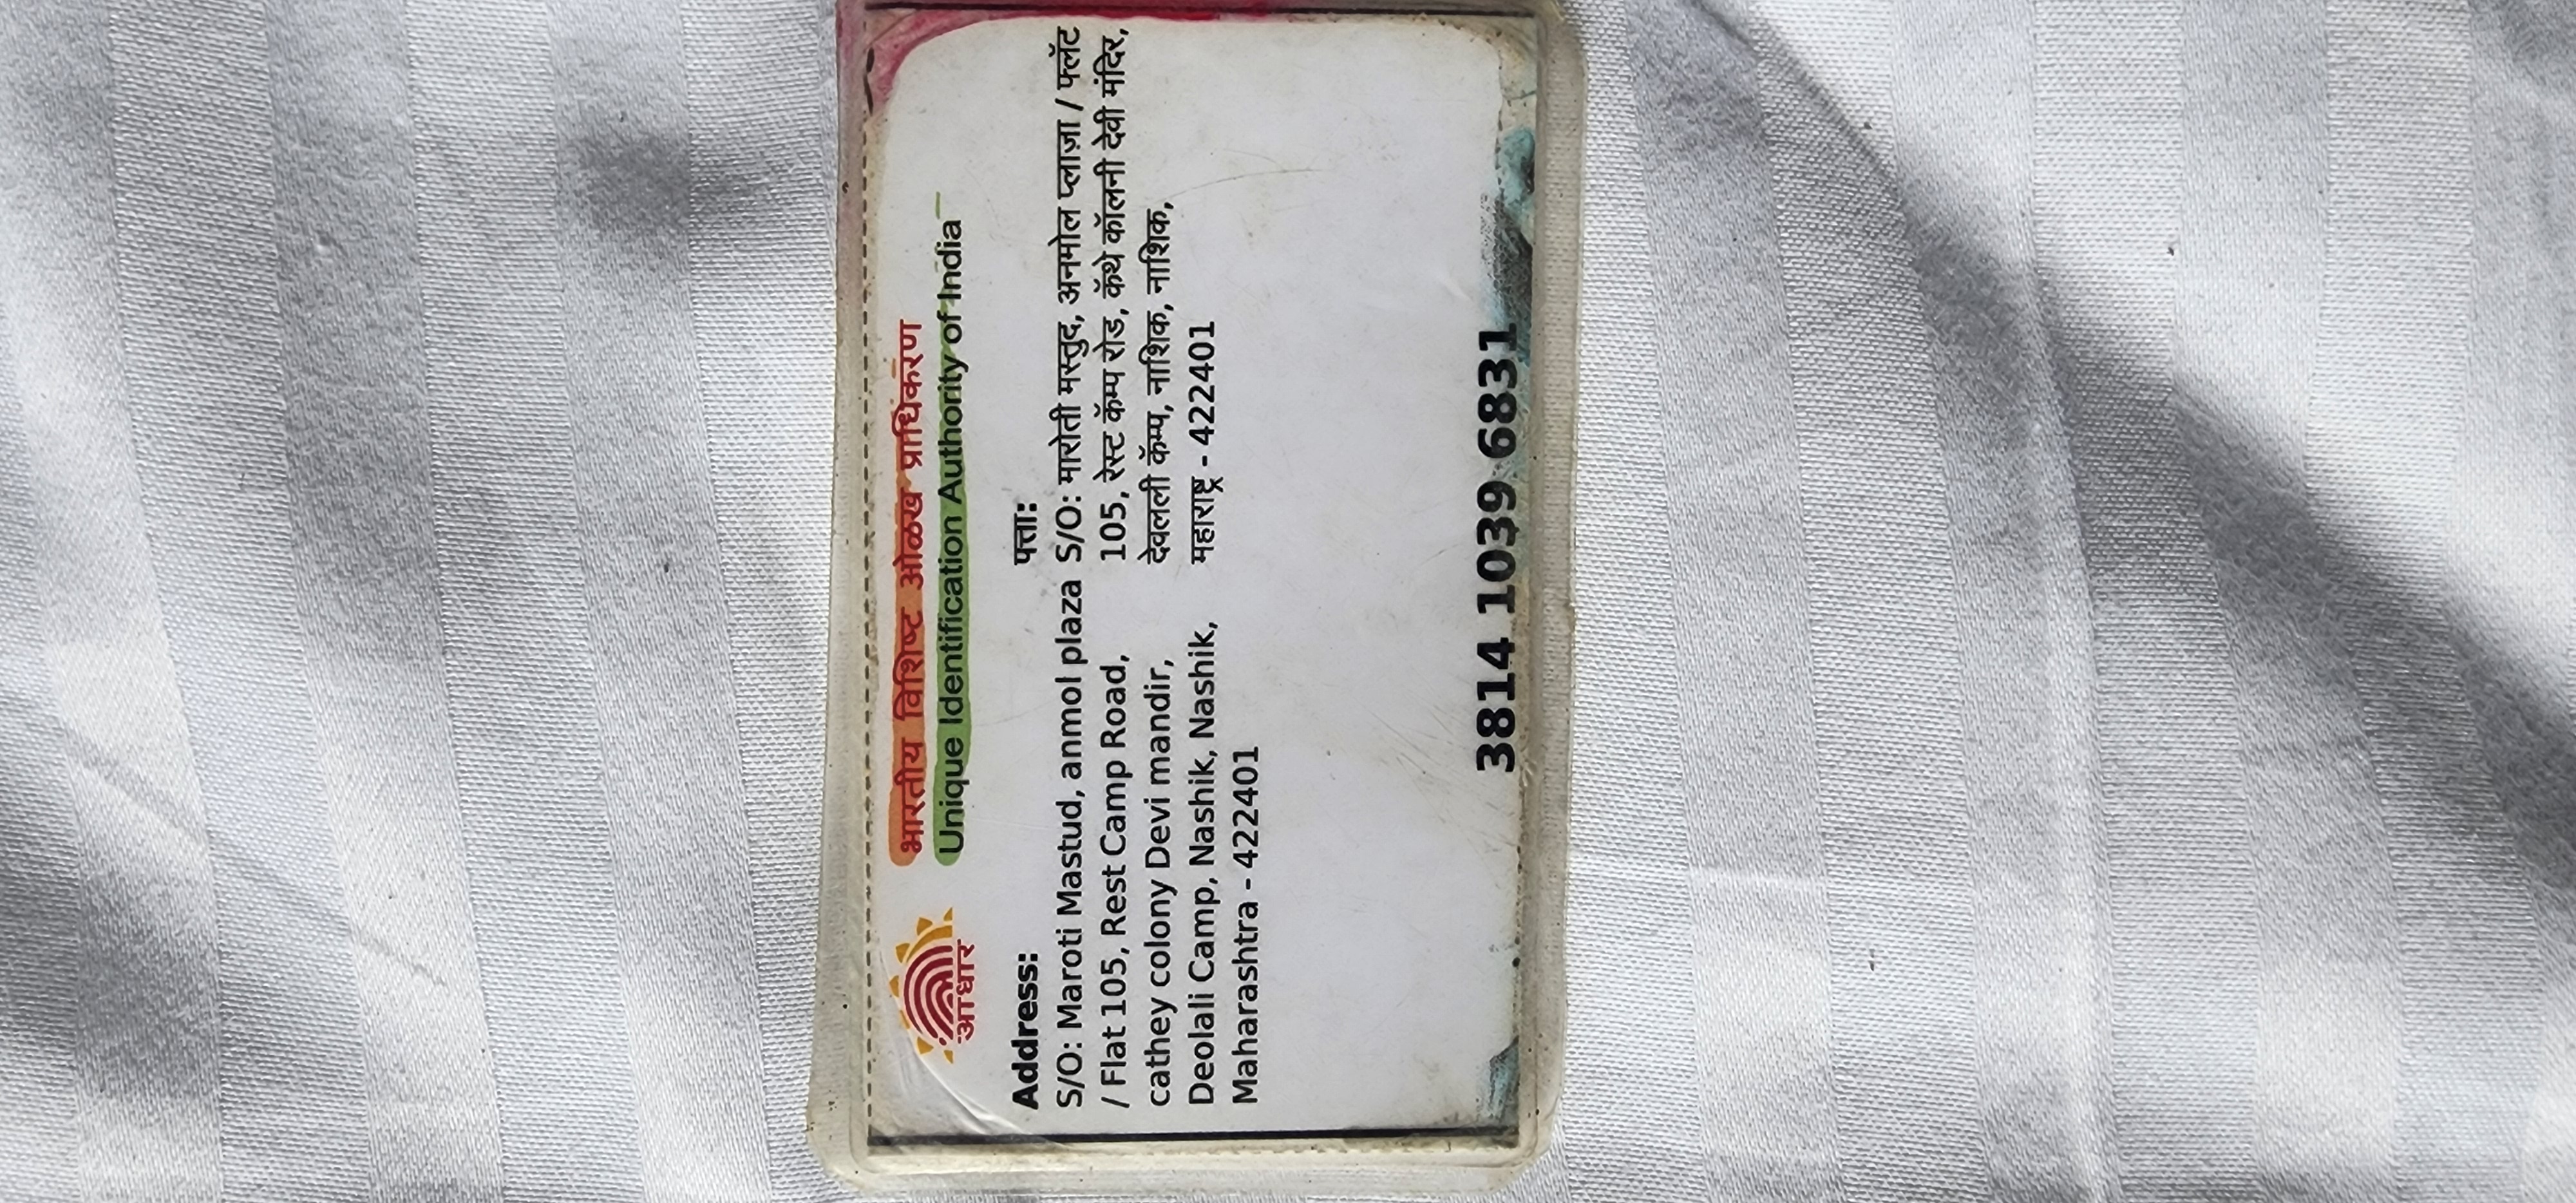 आधार
भारतीय विशिष्ट ओळख प्राधिकरण
Unique Identification Authority of India
Address:
S/O: Maroti Mastud, anmol plaza
/ Flat 105, Rest Camp Road,
cathey colony Devi mandir,
Deolali Camp, Nashik, Nashik,
Maharashtra - 422401
पत्ता:
S/O: मारोती मस्तुद, अनमोल प्लाज़ा / फ्लॅट
105, रेस्ट कॅम्प रोड, कॅथे कॉलनी देवी मंदिर,
देवलली कॅम्प, नाशिक, नाशिक,
महाराष्ट्र - 422401
3814 1039 6831